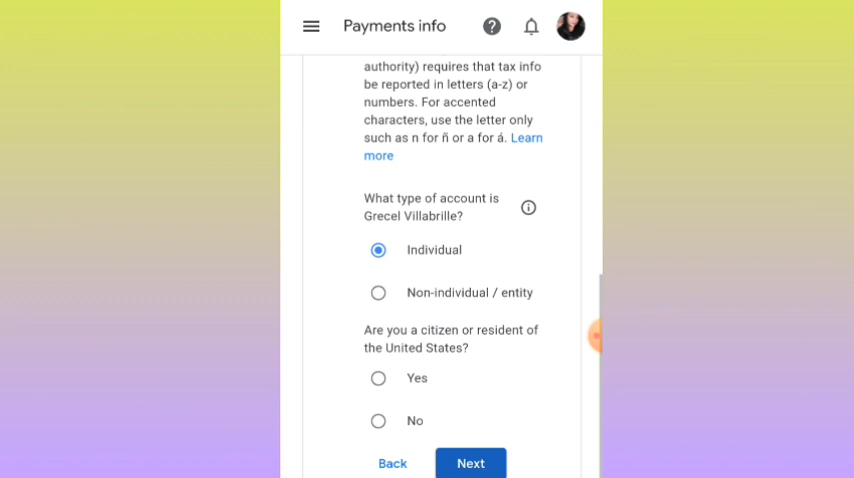 Payments info
authority) requires that tax info
be reported in letters (a-z) or
numbers. For accented
characters, use the letter only
such as n for ñ or a for á. Learn
more
What type of account is
Grecel Villabrille?
Individual
Non-individual / entity
Are you a citizen or resident of
the United States?
Yes
No
Back Next